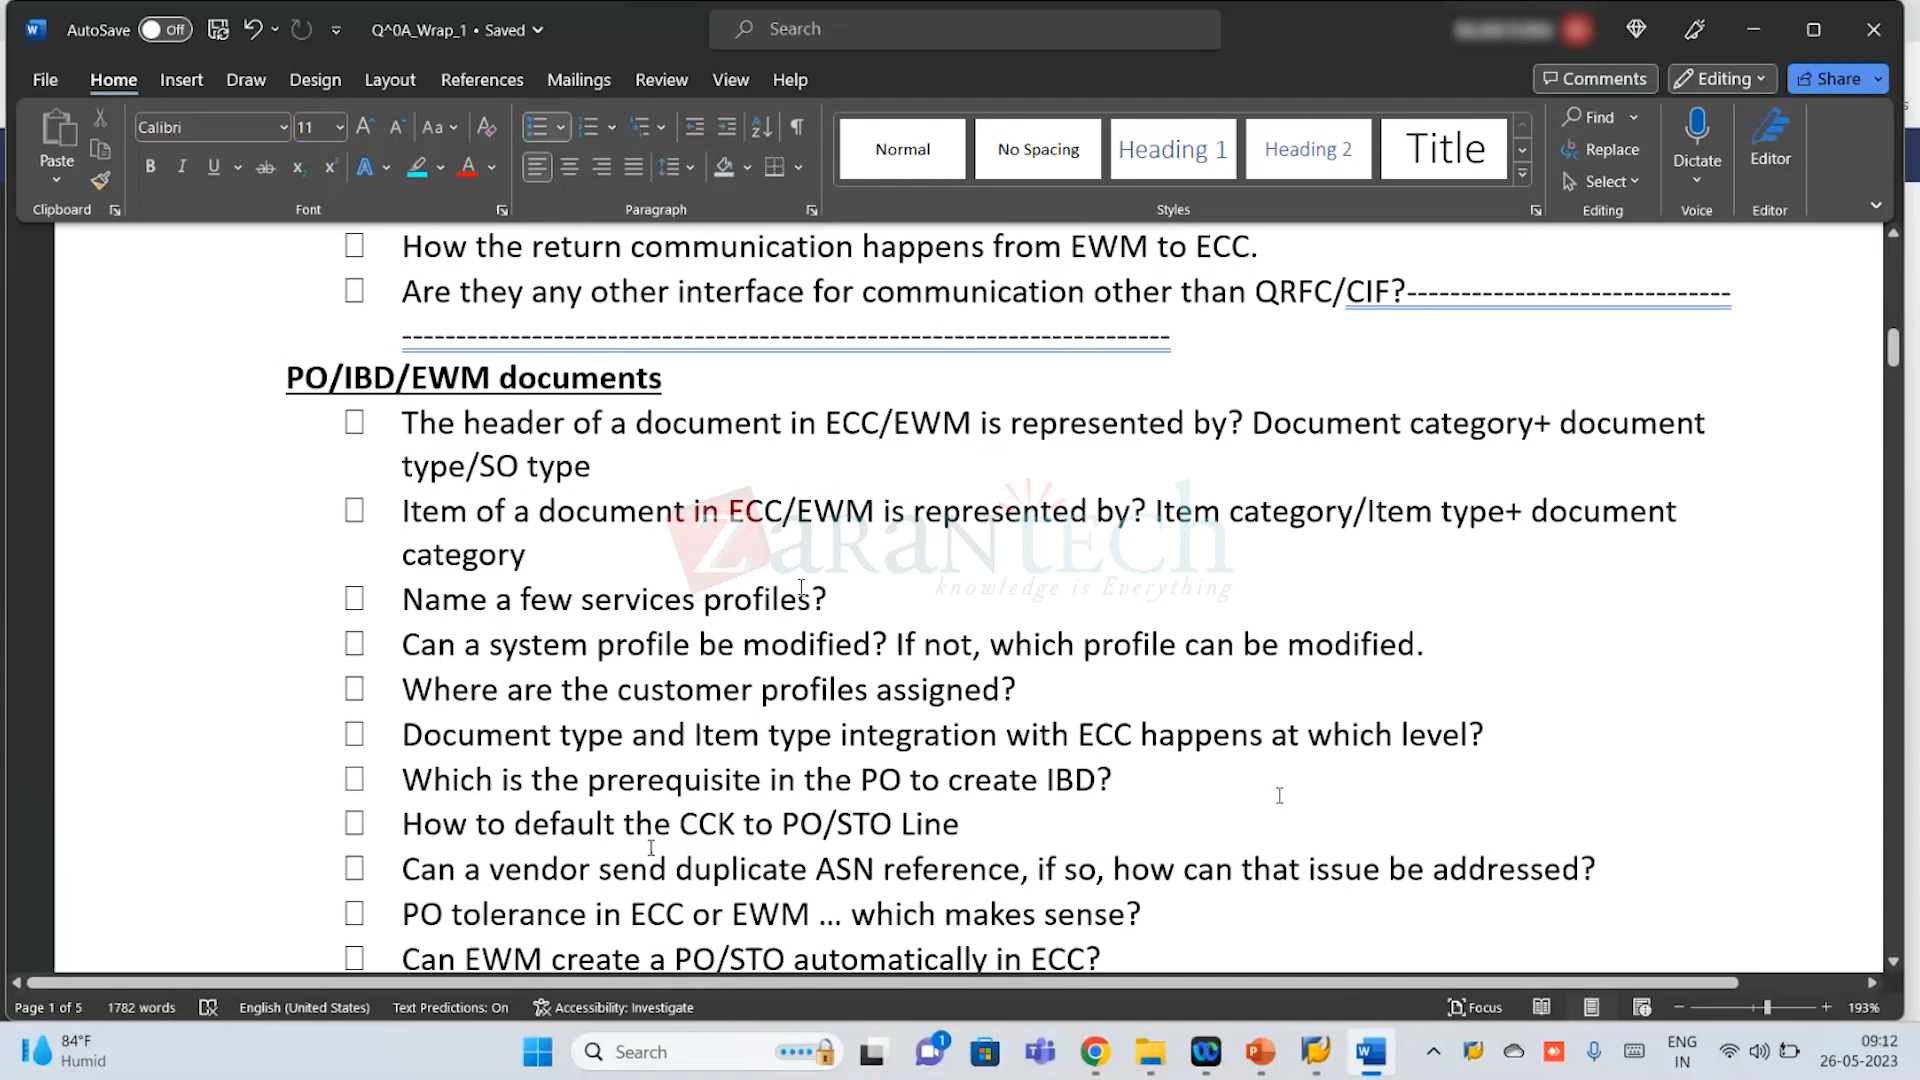 AutoSave Off Q^0A_Wrap_1 • Saved Search
File Home Insert Draw Design Layout References Mailings Review View Help Comments Editing Share
Paste Calibri 11 Normal No Spacing Heading 1 Heading 2 Title Find Replace Select Dictate Editor
Clipboard Font Paragraph Styles Editing Voice Editor
How the return communication happens from EWM to ECC.
Are they any other interface for communication other than QRFC/CIF?------------------------------
-----------------------------------------------------------------------
PO/IBD/EWM documents
The header of a document in ECC/EWM is represented by? Document category+ document
type/SO type
Item of a document in ECC/EWM is represented by? Item category/Item type+ document
category
ZaranTech
knowledge is Everything
Name a few services profiles?
Can a system profile be modified? If not, which profile can be modified.
Where are the customer profiles assigned?
Document type and Item type integration with ECC happens at which level?
Which is the prerequisite in the PO to create IBD?
How to default the CCK to PO/STO Line
Can a vendor send duplicate ASN reference, if so, how can that issue be addressed?
PO tolerance in ECC or EWM ... which makes sense?
Can EWM create a PO/STO automatically in ECC?
Page 1 of 5 1782 words English (United States) Text Predictions: On Accessibility: Investigate Focus 193%
84°F
Humid
Search
1
ENG
IN
09:12
26-05-2023